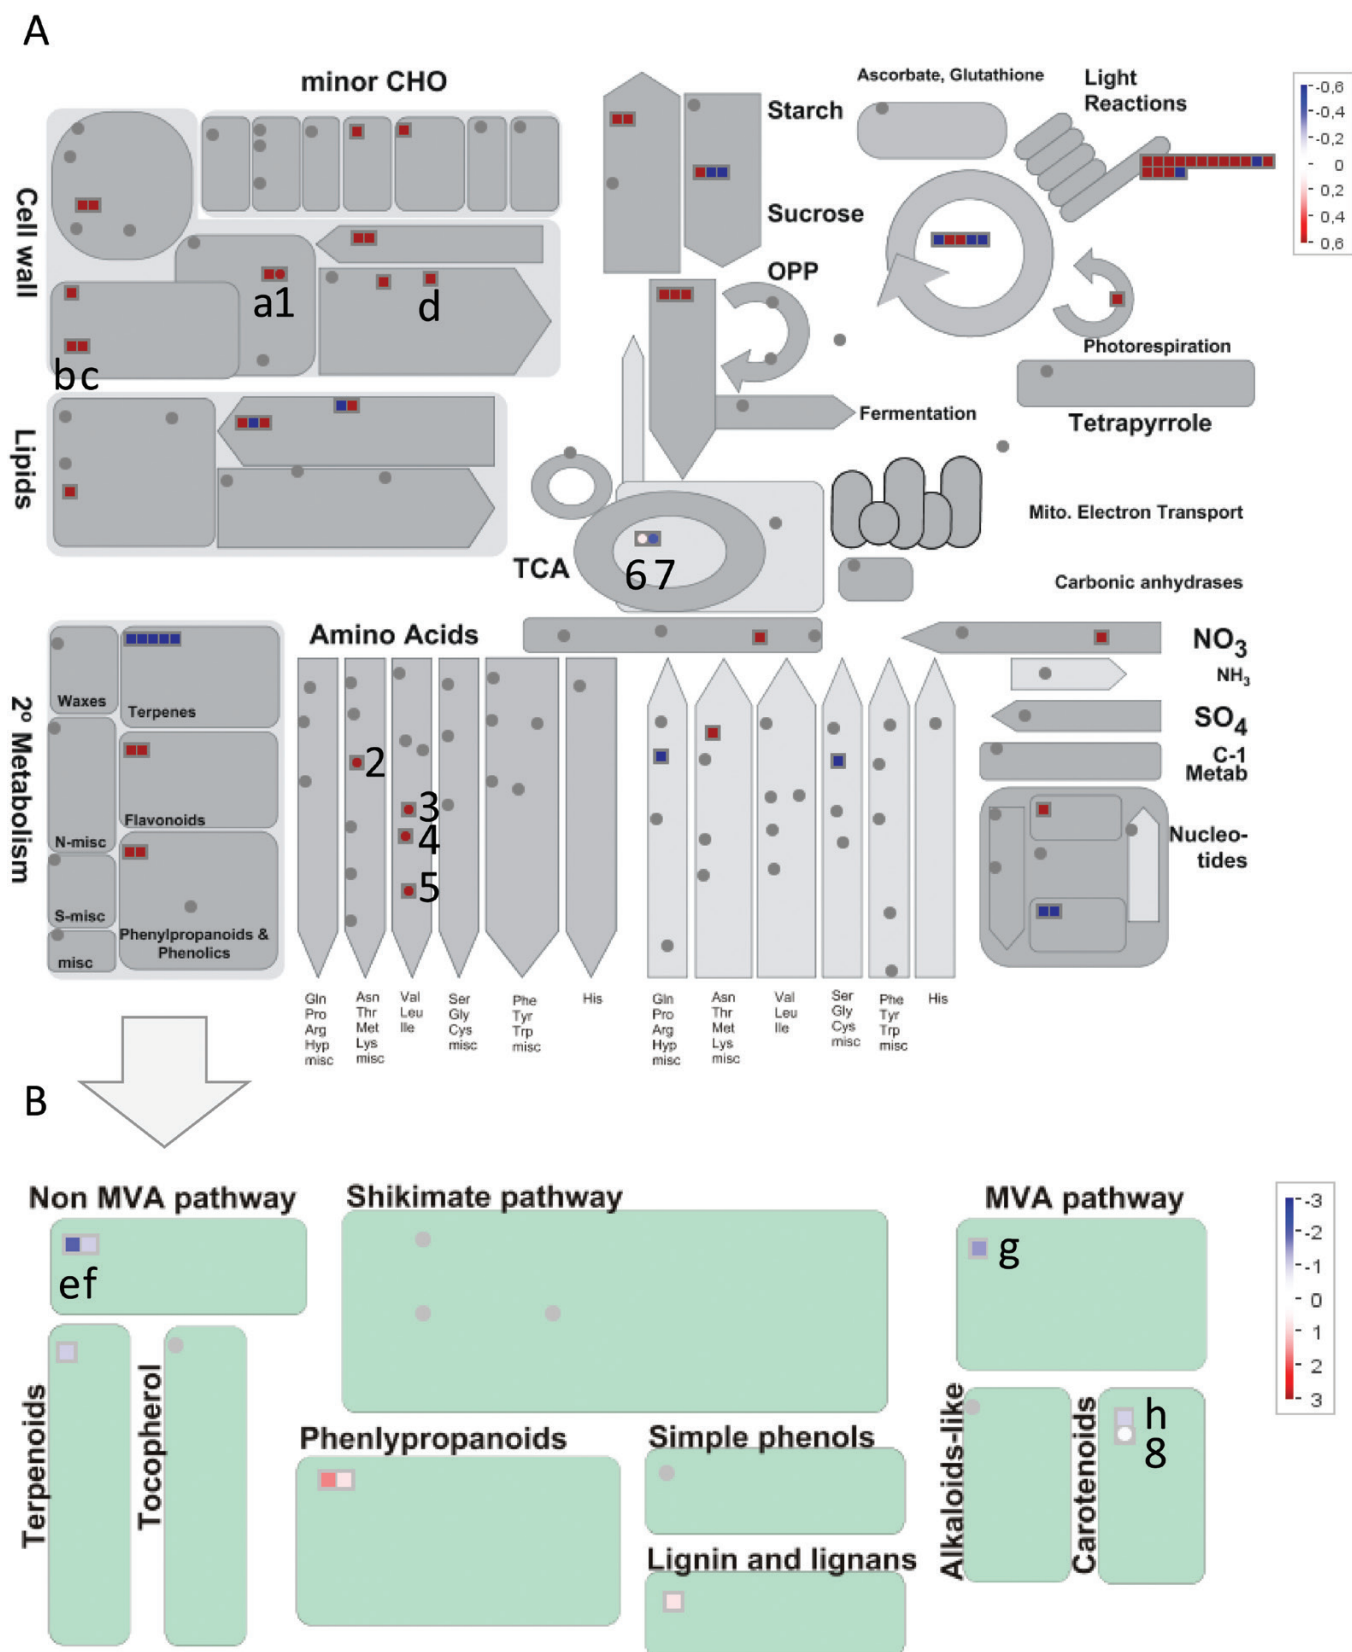 A
minor CHO
Cell wall
a1
d
bc
Lipids
Starch
Sucrose
OPP
Fermentation
TCA
6 7
Ascorbate, Glutathione
Light
Reactions
-0,6
-0,4
-0,2
0
0,2
0,4
0,6
Photorespiration
Tetrapyrrole
Mito. Electron Transport
Carbonic anhydrases
2º Metabolism
Waxes
Terpenes
N-misc
Flavonoids
S-misc
misc
Phenylpropanoids &
Phenolics
Amino Acids
2
3
4
5
Gln
Pro
Arg
Hyp
misc
Asn
Thr
Met
Lys
misc
Val
Leu
Ile
Ser
Gly
Cys
misc
Phe
Tyr
Trp
misc
His
Gln
Pro
Arg
Hyp
misc
Asn
Thr
Met
Lys
misc
Val
Leu
Ile
Ser
Gly
Cys
misc
Phe
Tyr
Trp
misc
His
NO3
NH3
SO4
C-1
Metab
Nucleo-
tides
B
Non MVA pathway
ef
Shikimate pathway
MVA pathway
g
-3
-2
-1
0
1
2
3
Terpenoids
Tocopherol
Phenlypropanoids
Simple phenols
Lignin and lignans
Alkaloids-like
Carotenoids
h
8